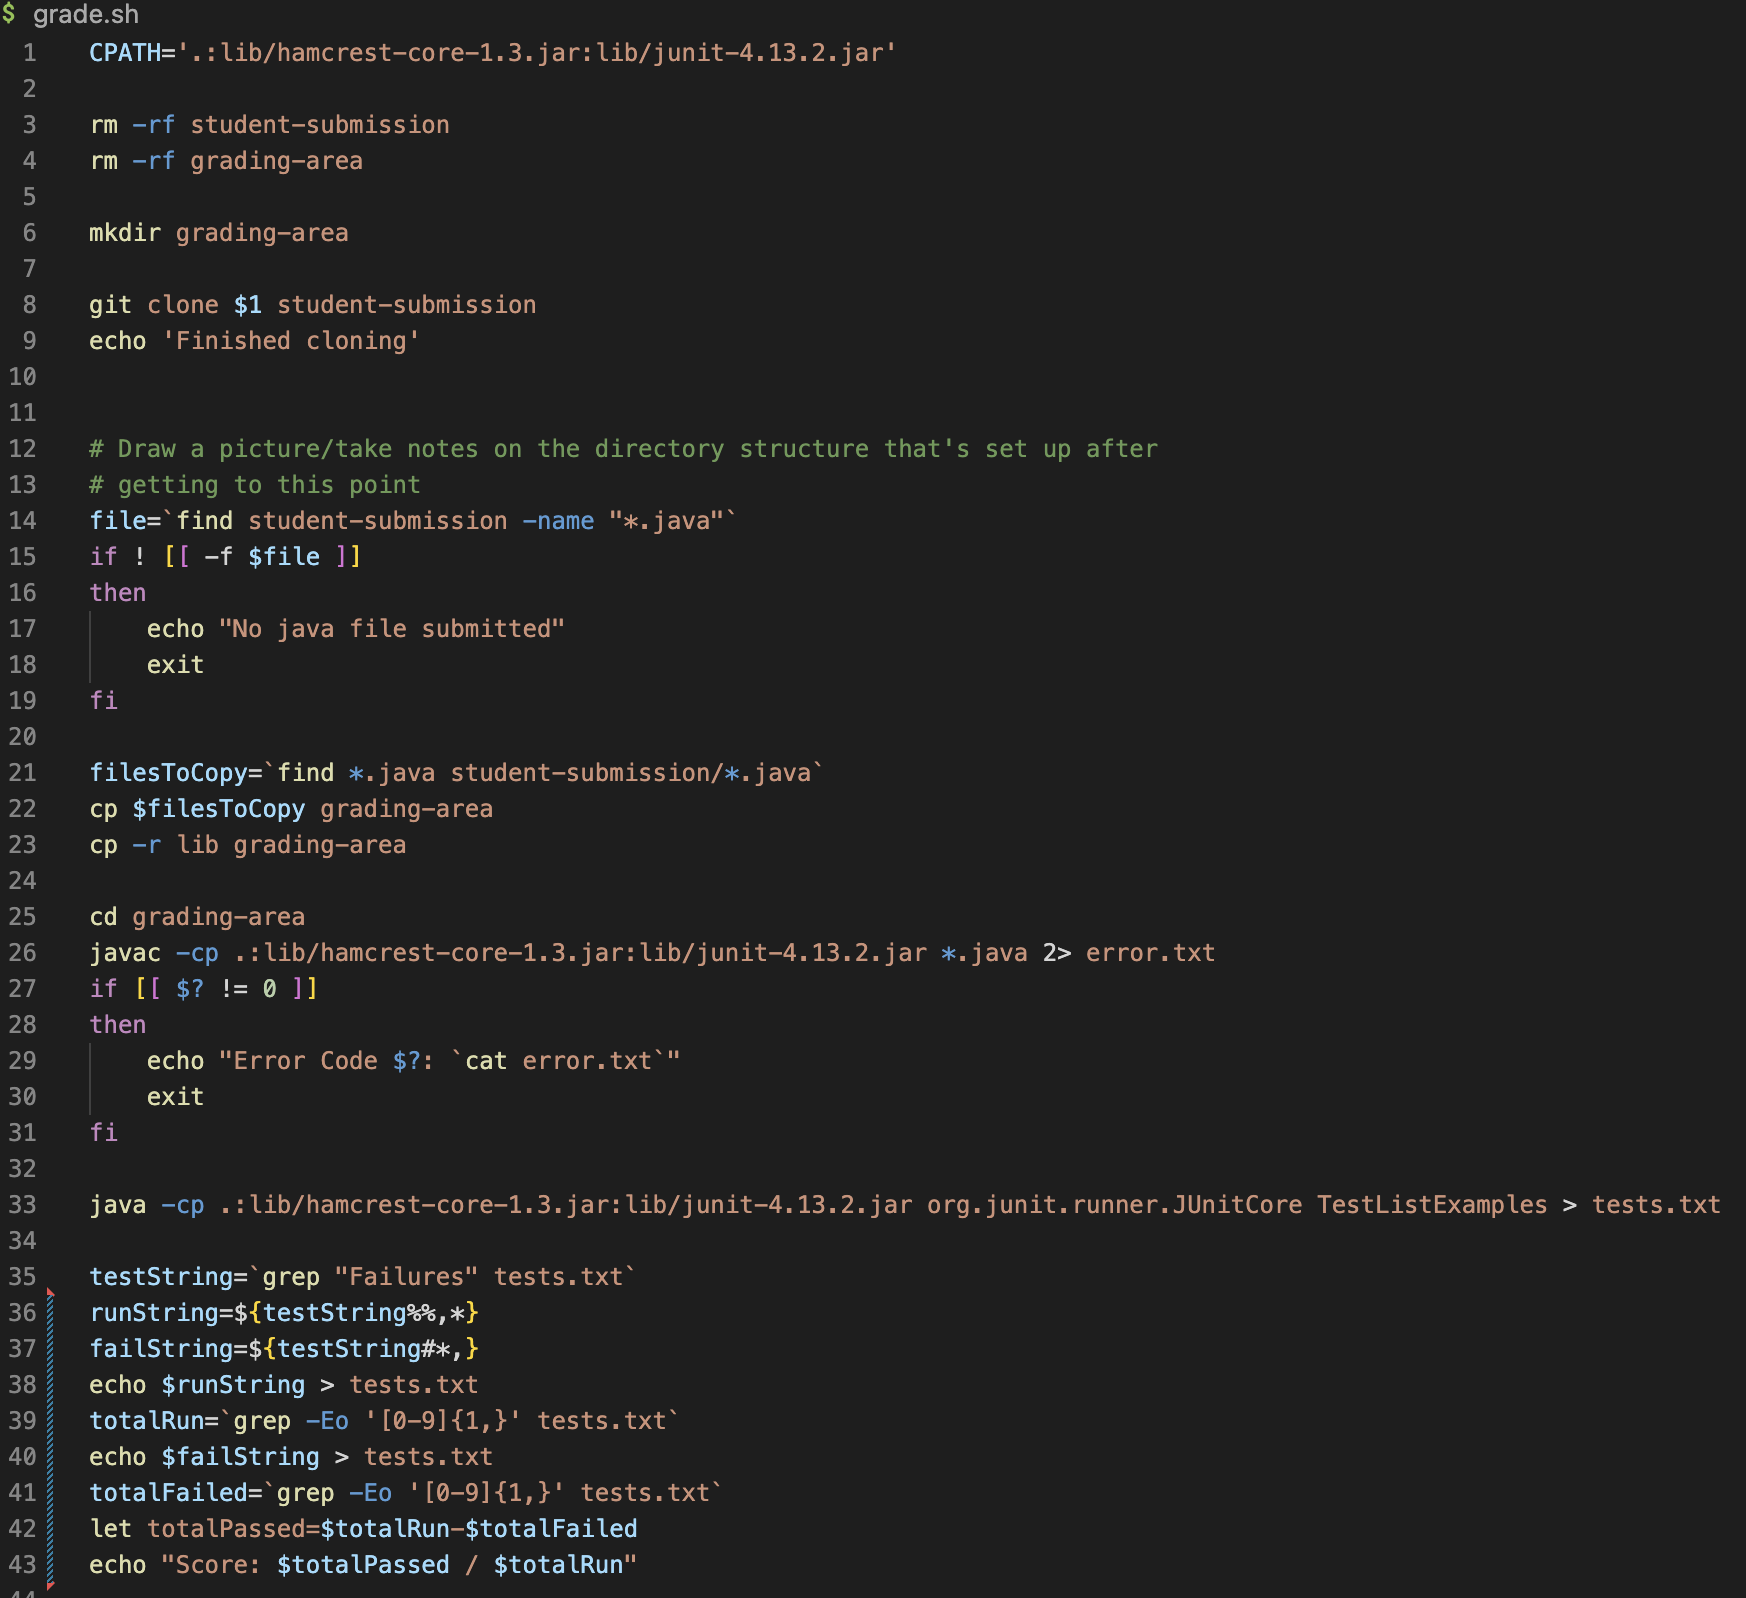 $ grade.sh
1 CPATH='.:lib/hamcrest-core-1.3.jar:lib/junit-4.13.2.jar'
2
3 rm -rf student-submission
4 rm -rf grading-area
5
6 mkdir grading-area
7
8 git clone $1 student-submission
9 echo 'Finished cloning'
10
11
12 # Draw a picture/take notes on the directory structure that's set up after
13 # getting to this point
14 file=`find student-submission -name "*.java"`
15 if ! [[ -f $file ]]
16 then
17     echo "No java file submitted"
18     exit
19 fi
20
21 filesToCopy=`find *.java student-submission/*.java`
22 cp $filesToCopy grading-area
23 cp -r lib grading-area
24
25 cd grading-area
26 javac -cp .:lib/hamcrest-core-1.3.jar:lib/junit-4.13.2.jar *.java 2> error.txt
27 if [[ $? != 0 ]]
28 then
29     echo "Error Code $?: `cat error.txt`"
30     exit
31 fi
32
33 java -cp .:lib/hamcrest-core-1.3.jar:lib/junit-4.13.2.jar org.junit.runner.JUnitCore TestListExamples > tests.txt
34
35 testString=`grep "Failures" tests.txt`
36 runString=${testString%%,*}
37 failString=${testString#*,}
38 echo $runString > tests.txt
39 totalRun=`grep -Eo '[0-9]{1,}' tests.txt`
40 echo $failString > tests.txt
41 totalFailed=`grep -Eo '[0-9]{1,}' tests.txt`
42 let totalPassed=$totalRun-$totalFailed
43 echo "Score: $totalPassed / $totalRun"
44